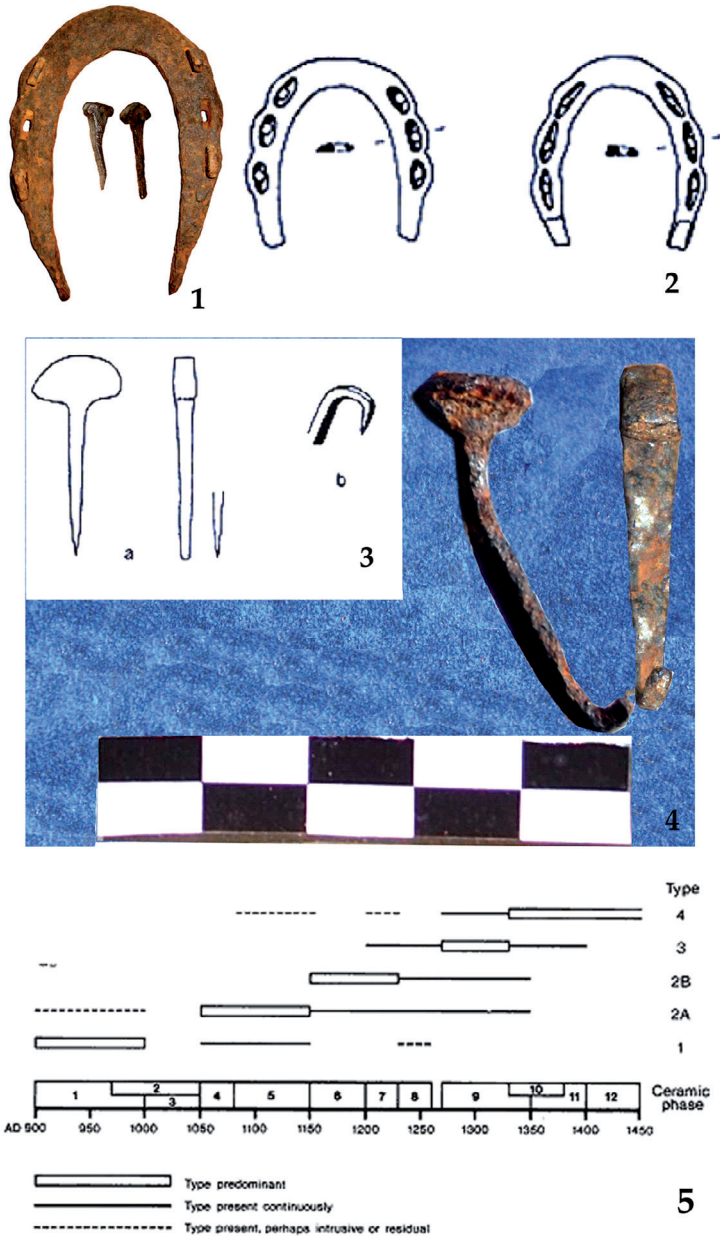 1
2
3
a
b
4
Type
4
3
2B
2A
1
1 2 3 4 5 6 7 8 9 10 11 12
Ceramic phase
AD 900 950 1000 1050 1100 1150 1200 1250 1300 1350 1400 1450
Type predominant
Type present continuously
Type present, perhaps intrusive or residual
5